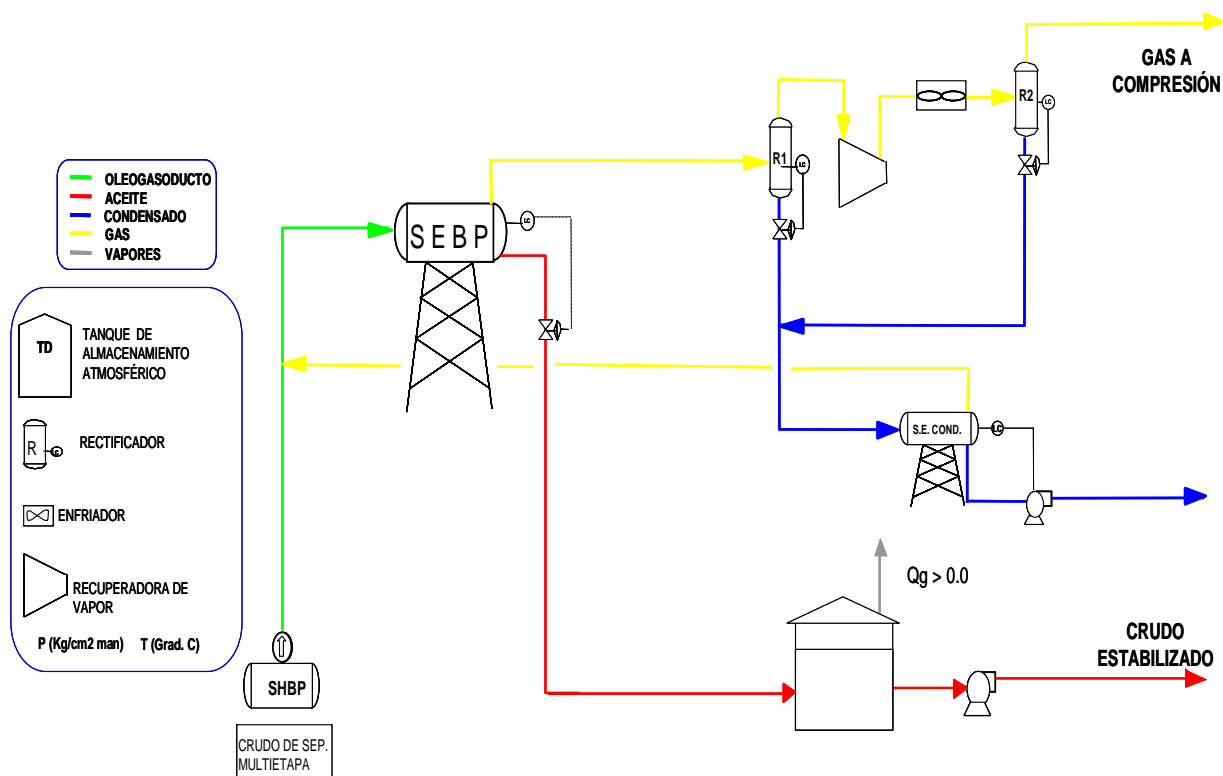 GAS A
COMPRESIÓN
R2
LC
R1
LC
OLEOGASODUCTO
ACEITE
CONDENSADO
GAS
VAPORES
SEBP
LC
TD
TANQUE DE
ALMACENAMIENTO
ATMOSFÉRICO
R
LC
RECTIFICADOR
ENFRIADOR
RECUPERADORA DE
VAPOR
P (Kg/cm2 man) T (Grad. C)
S.E. COND.
LC
Qg > 0.0
CRUDO
ESTABILIZADO
SHBP
CRUDO DE SEP.
MULTIETAPA